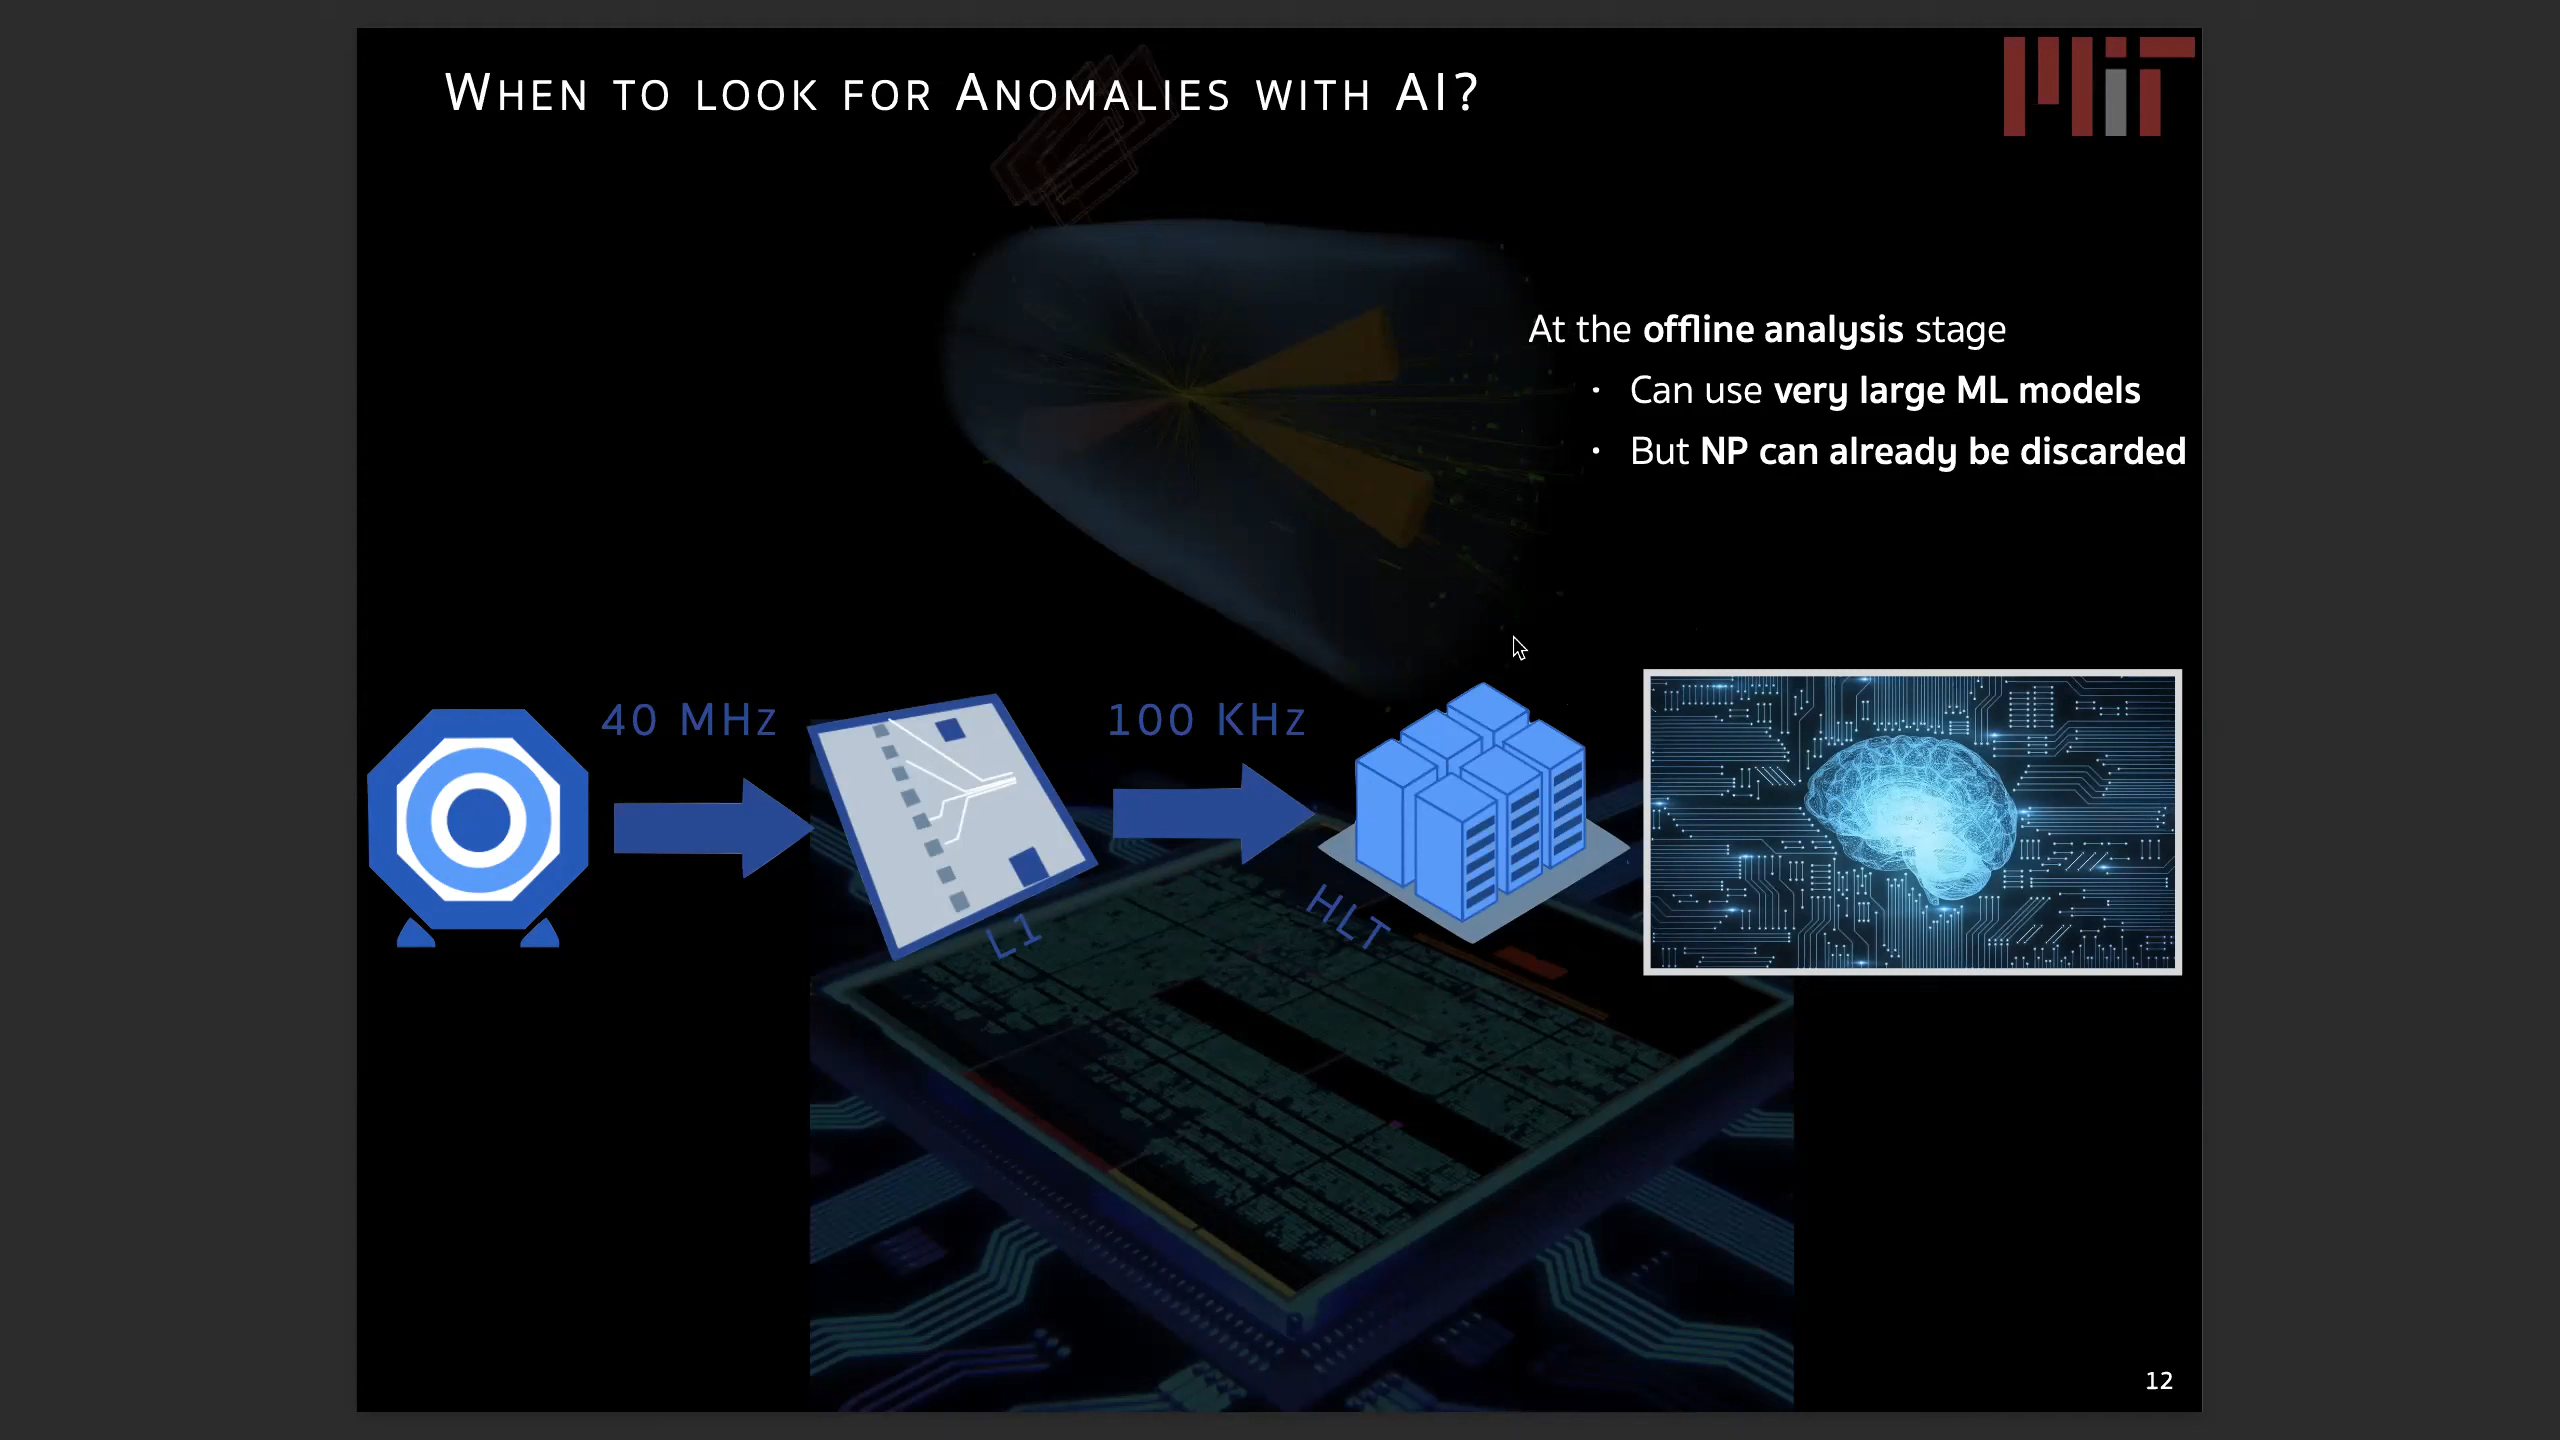 When to look for Anomalies with AI?
MIT
At the offline analysis stage
• Can use very large ML models
• But NP can already be discarded
40 MHz
100 KHz
L1
HLT
12